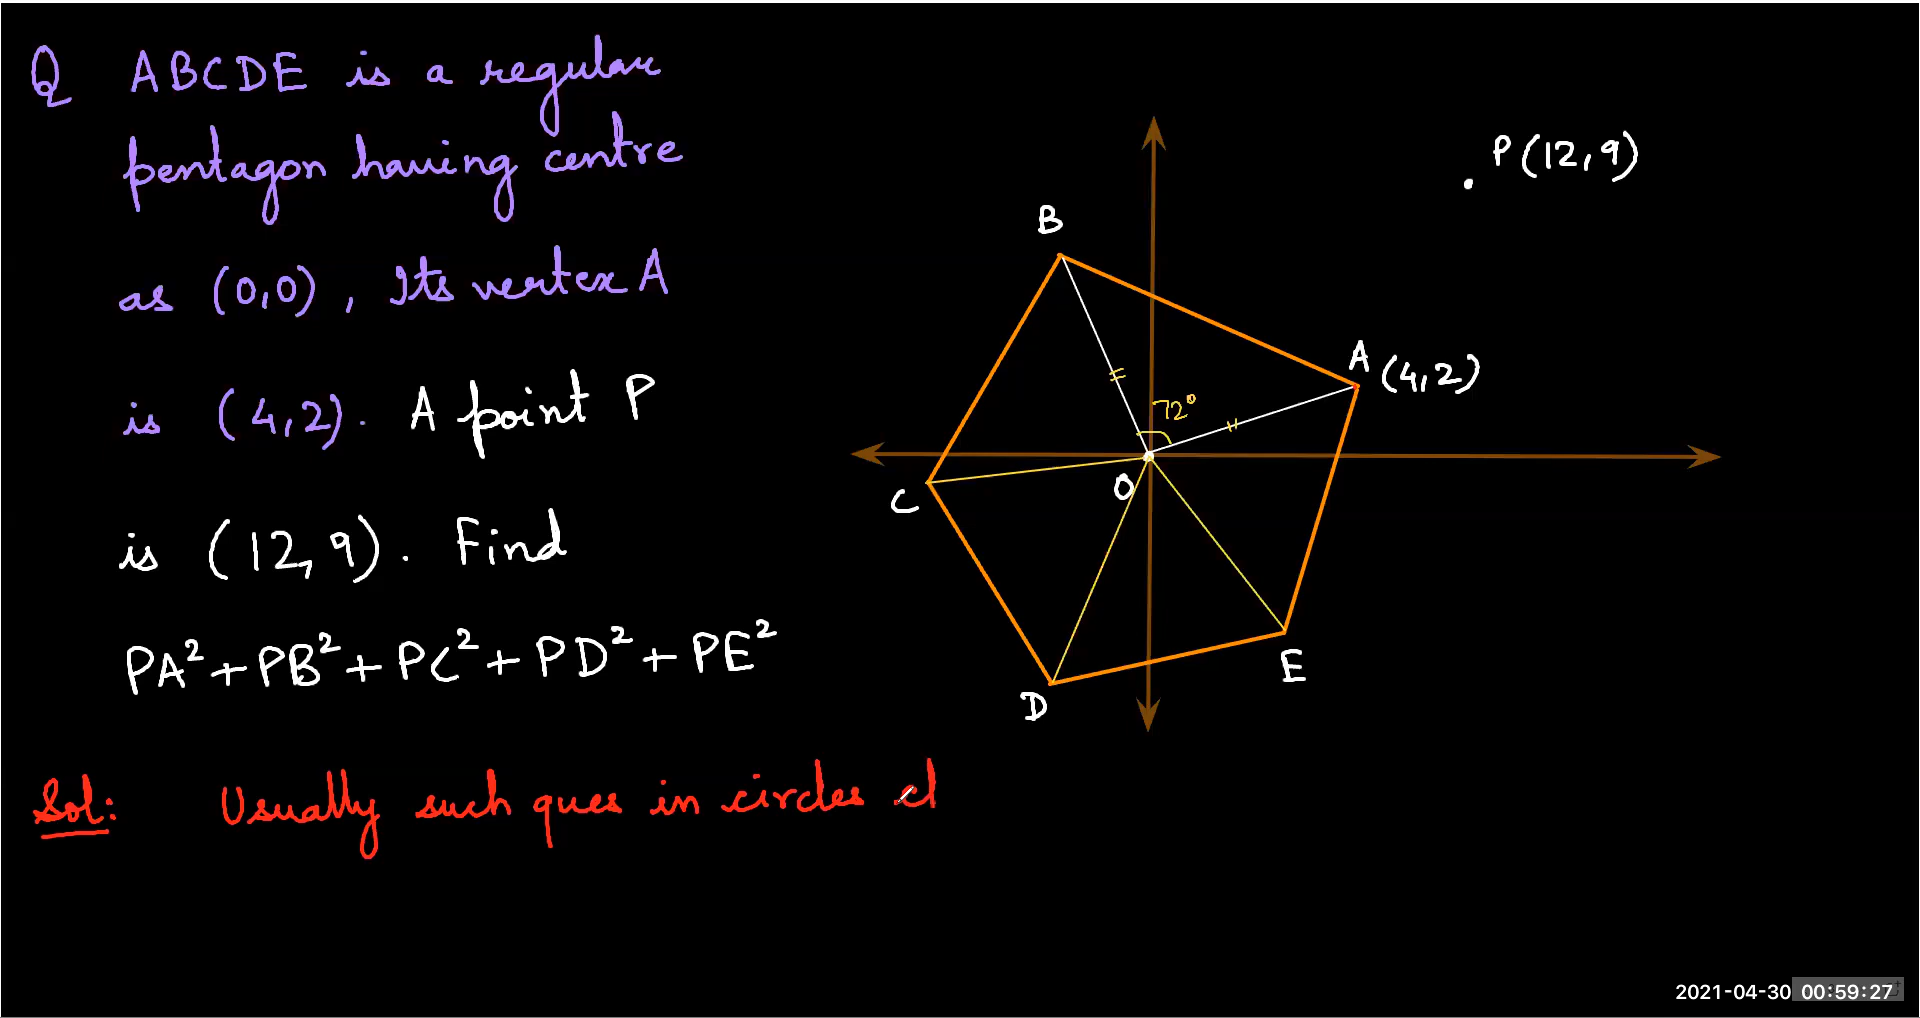 Q ABCDE is a regular
pentagon having centre
as (0,0), Its vertex A
is (4,2). A point P
is (12,9). Find
PA²+PB²+PC²+PD²+PE²
Sol: Usually such ques in circles cl
P(12,9)
B
A (4,2)
72°
O
C
D
E
2021-04-30 00:59:27